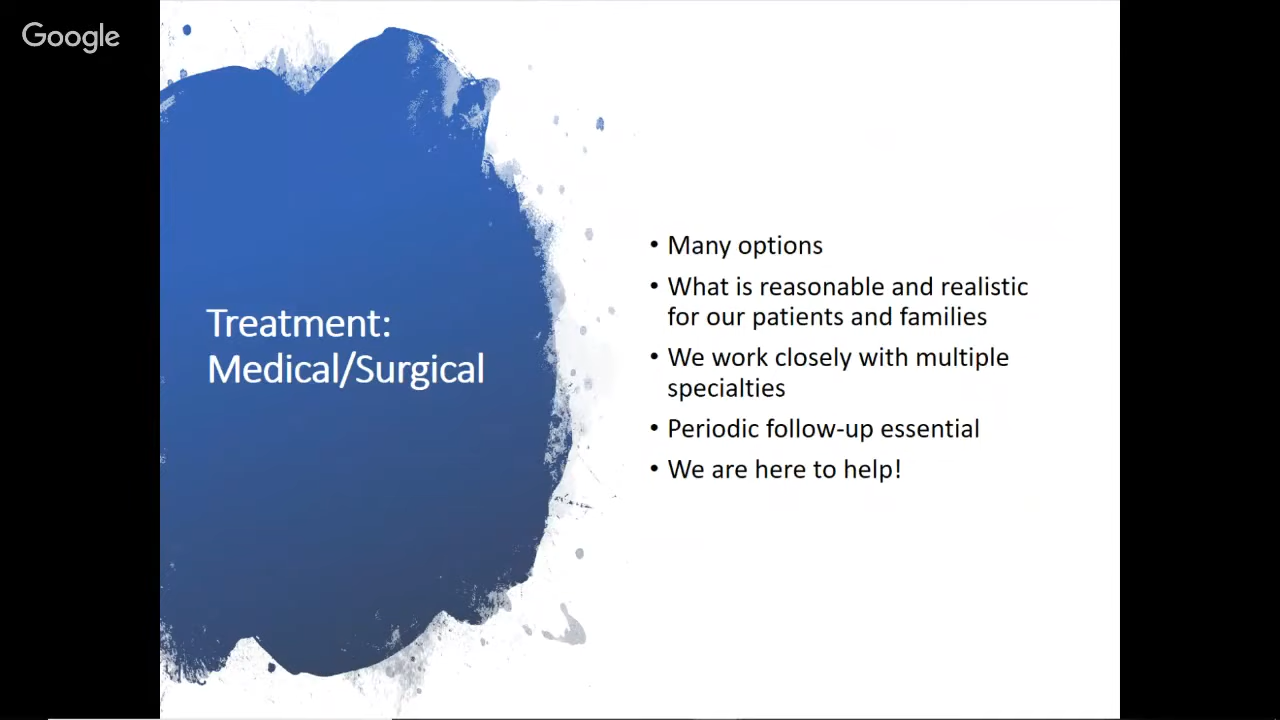 Google
Treatment:
Medical/Surgical
• Many options
• What is reasonable and realistic
for our patients and families
• We work closely with multiple
specialties
• Periodic follow-up essential
• We are here to help!